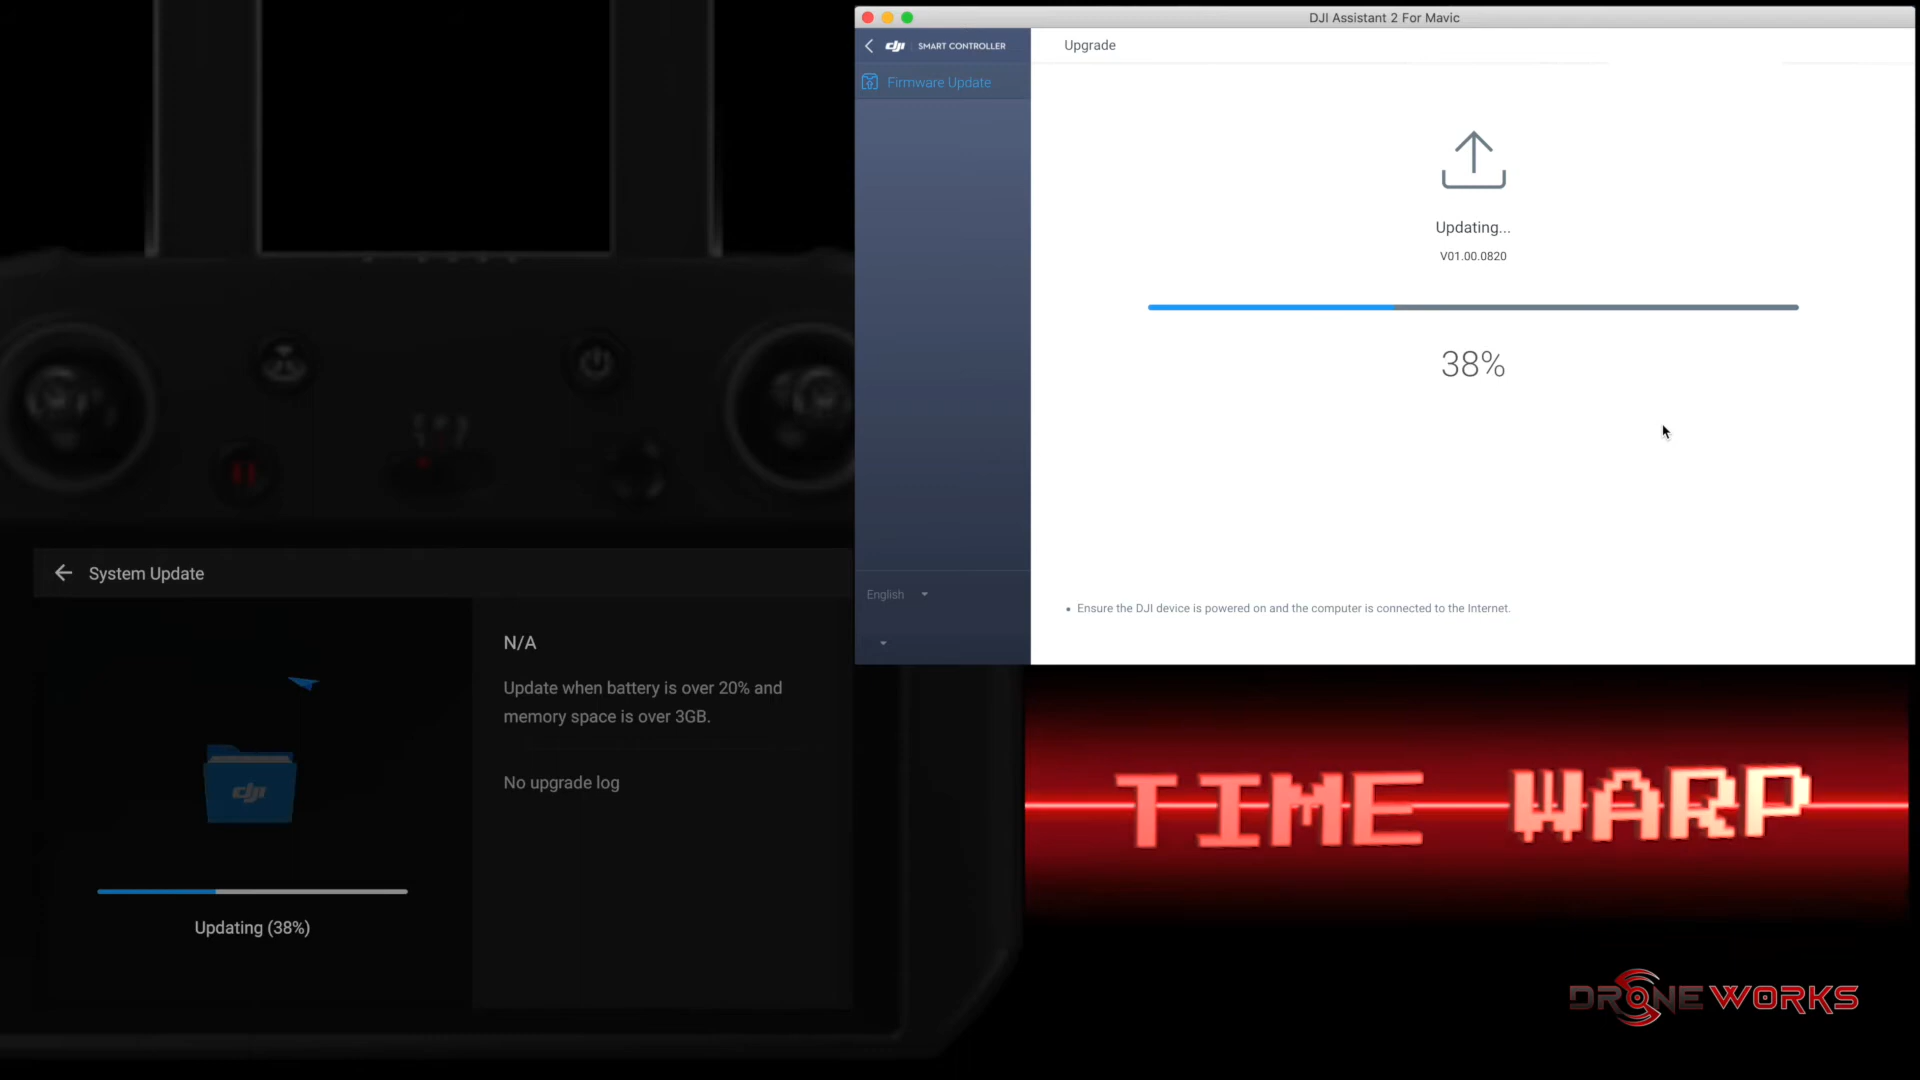 DJI Assistant 2 For Mavic
dji SMART CONTROLLER
Upgrade
Firmware Update
Updating...
V01.00.0820
38%
English
• Ensure the DJI device is powered on and the computer is connected to the Internet.
System Update
N/A
Update when battery is over 20% and
memory space is over 3GB.
No upgrade log
dji
Updating (38%)
TIME WARP
DRONE WORKS